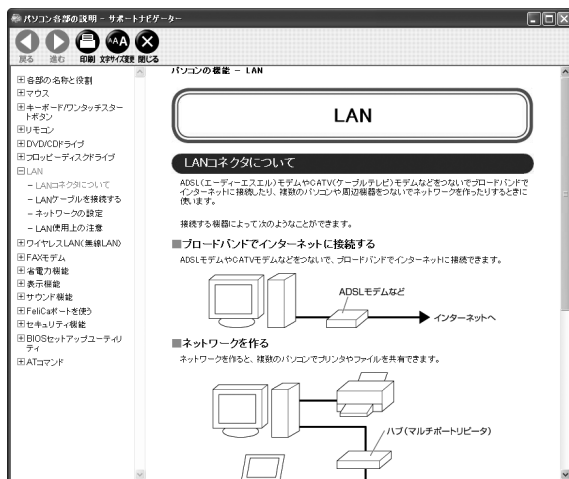 パソコン各部の説明 - サポートナビゲーター
戻る 進む 印刷 文字サイズ変更 閉じる
各部の名称と役割
マウス
キーボード/ワンタッチスター
トボタン
リモコン
DVD/CDドライブ
フロッピーディスクドライブ
LAN
- LANコネクタについて
- LANケーブルを接続する
- ネットワークの設定
- LAN使用上の注意
ワイヤレスLAN(無線LAN)
FAXモデム
省電力機能
表示機能
サウンド機能
FeliCaポートを使う
セキュリティ機能
BIOSセットアップユーティリ
ティ
ATコマンド
パソコンの機能 - LAN
LAN
LANコネクタについて
ADSL(エーディーエスエル)モデムやCATV(ケーブルテレビ)モデムなどをつないでブロードバンドで
インターネットに接続したり、複数のパソコンや周辺機器をつないでネットワークを作ったりするときに
使います。
接続する機器によって次のようなことができます。
■ブロードバンドでインターネットに接続する
ADSLモデムやCATVモデムなどをつないで、ブロードバンドでインターネットに接続できます。
ADSLモデムなど
インターネットへ
■ネットワークを作る
ネットワークを作ると、複数のパソコンでプリンタやファイルを共有できます。
ハブ(マルチポートリピータ)